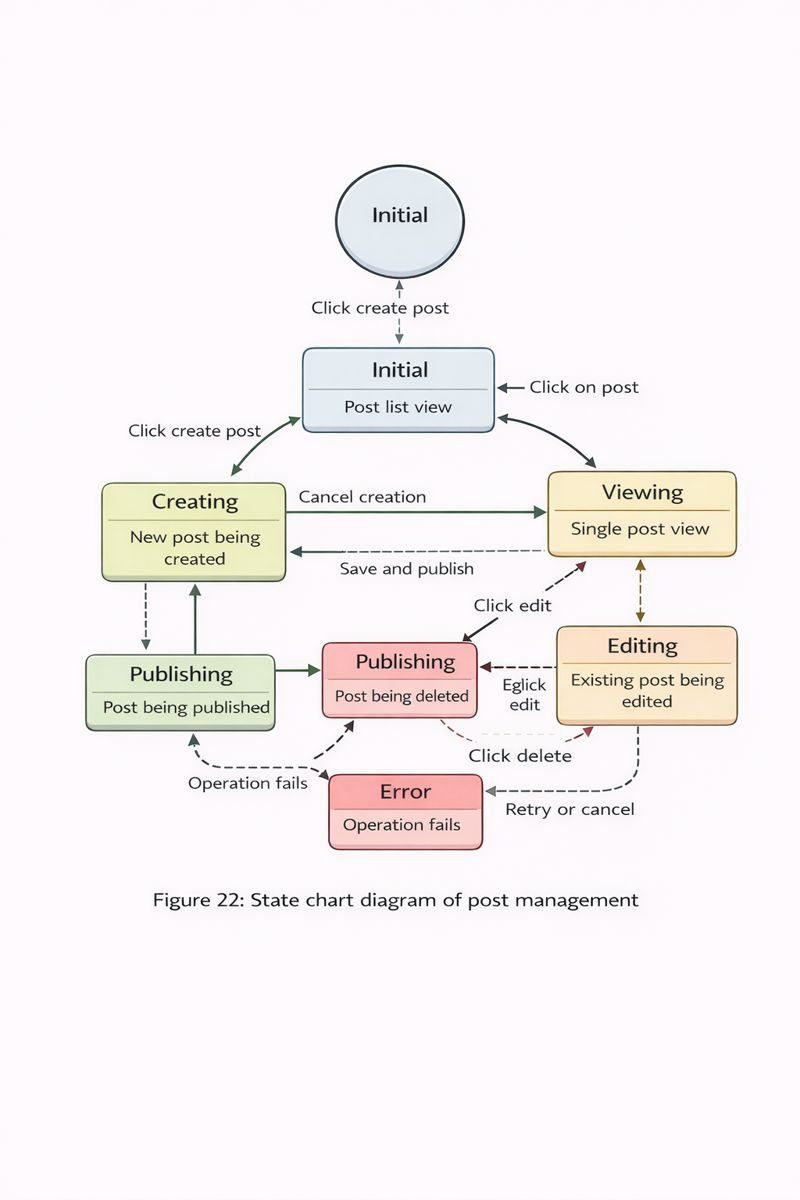 Initial
Click create post
Initial
Post list view
Click on post
Click create post
Creating
New post being
created
Cancel creation
Viewing
Single post view
Save and publish
Click edit
Publishing
Post being published
Publishing
Post being deleted
Eglick
edit
Editing
Existing post being
edited
Click delete
Operation fails
Error
Operation fails
Retry or cancel
Figure 22: State chart diagram of post management